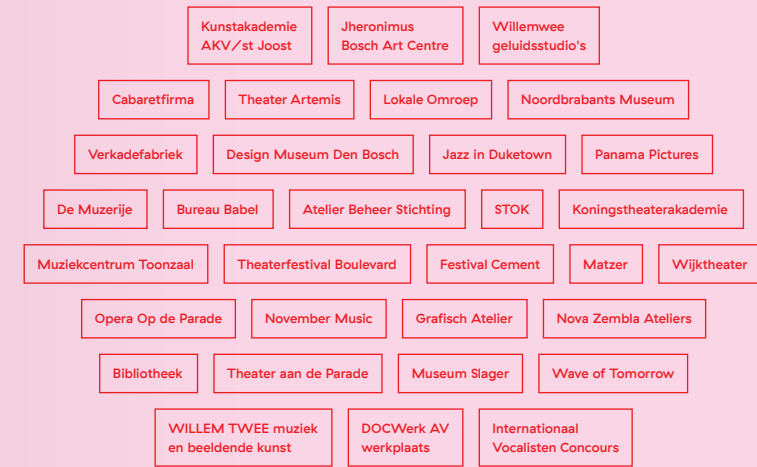 Kunstakademie
AKV/st Joost
Jheronimus
Bosch Art Centre
Willemwee
geluidsstudio's
Cabaretfirma
Theater Artemis
Lokale Omroep
Noordbrabants Museum
Verkadefabriek
Design Museum Den Bosch
Jazz in Duketown
Panama Pictures
De Muzerije
Bureau Babel
Atelier Beheer Stichting
STOK
Koningstheaterakademie
Muziekcentrum Toonzaal
Theaterfestival Boulevard
Festival Cement
Matzer
Wijktheater
Opera Op de Parade
November Music
Grafisch Atelier
Nova Zembla Ateliers
Bibliotheek
Theater aan de Parade
Museum Slager
Wave of Tomorrow
WILLEM TWEE muziek
en beeldende kunst
DOCWerk AV
werkplaats
Internationaal
Vocalisten Concours